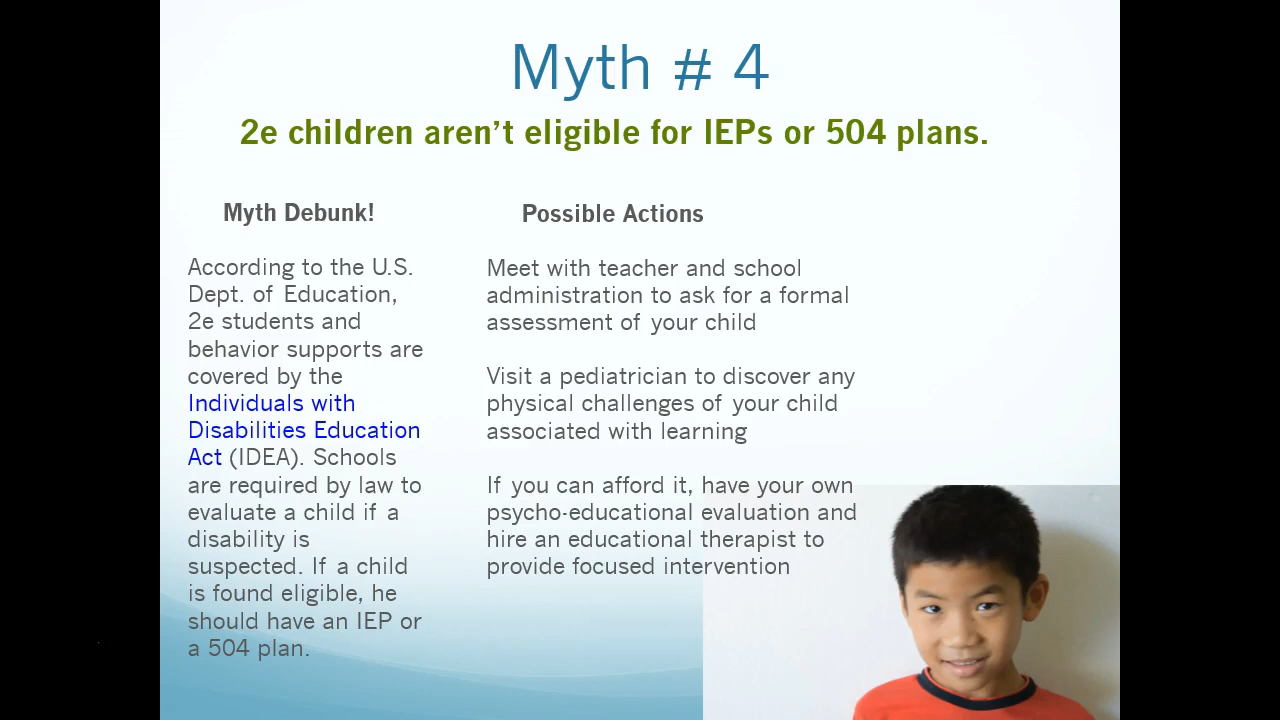 Myth # 4
2e children aren’t eligible for IEPs or 504 plans.
Myth Debunk!
According to the U.S.
Dept. of Education,
2e students and
behavior supports are
covered by the
Individuals with
Disabilities Education
Act (IDEA). Schools
are required by law to
evaluate a child if a
disability is
suspected. If a child
is found eligible, he
should have an IEP or
a 504 plan.
Possible Actions
Meet with teacher and school
administration to ask for a formal
assessment of your child
Visit a pediatrician to discover any
physical challenges of your child
associated with learning
If you can afford it, have your own
psycho-educational evaluation and
hire an educational therapist to
provide focused intervention